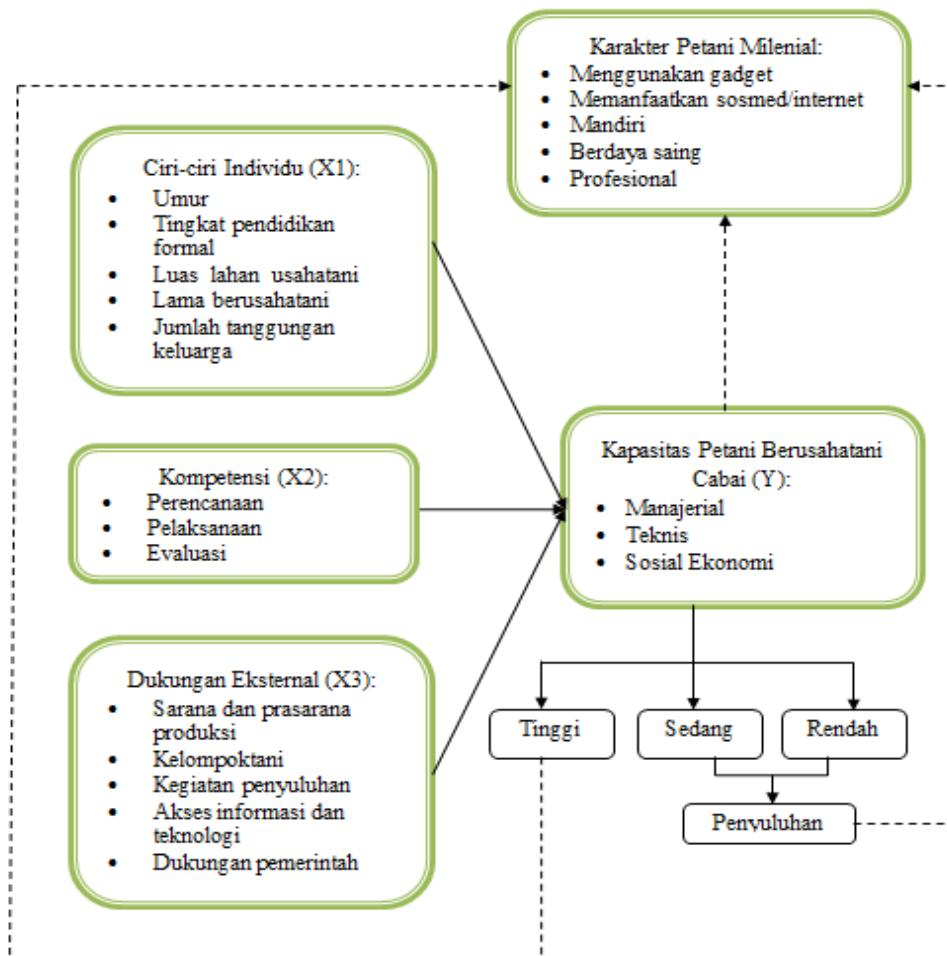 Karakter Petani Milenial:
• Menggunakan gadget
• Memanfaatkan sosmed/internet
• Mandiri
• Berdaya saing
• Profesional
Ciri-ciri Individu (X1):
• Umur
• Tingkat pendidikan
formal
• Luas lahan usahatani
• Lama berusahatani
• Jumlah tanggungan
keluarga
Kompetensi (X2):
• Perencanaan
• Pelaksanaan
• Evaluasi
Kapasitas Petani Berusahatani
Cabai (Y):
• Manajerial
• Teknis
• Sosial Ekonomi
Dukungan Eksternal (X3):
• Sarana dan prasarana
produksi
• Kelompoktani
• Kegiatan penyuluhan
• Akses informasi dan
teknologi
• Dukungan pemerintah
Tinggi
Sedang
Rendah
Penyuluhan